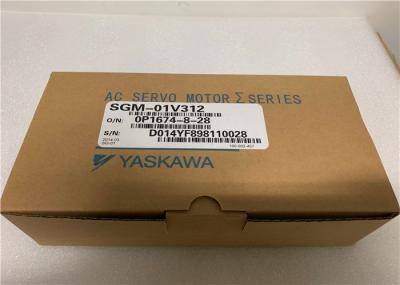 AC SERVO MOTOR Σ SERIES
SGM-01V312
O/N: 0P1674-8-28
S/N: D014YF898110028
YASKAWA